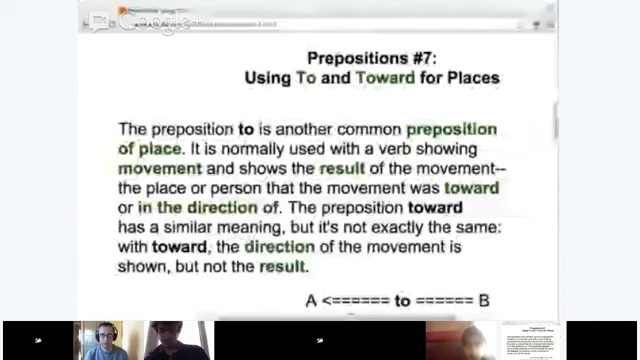 Google
Prepositions #7:
Using To and Toward for Places
The preposition to is another common preposition
of place. It is normally used with a verb showing
movement and shows the result of the movement--
the place or person that the movement was toward
or in the direction of. The preposition toward
has a similar meaning, but it's not exactly the same:
with toward, the direction of the movement is
shown, but not the result.
A <====== to ====== B